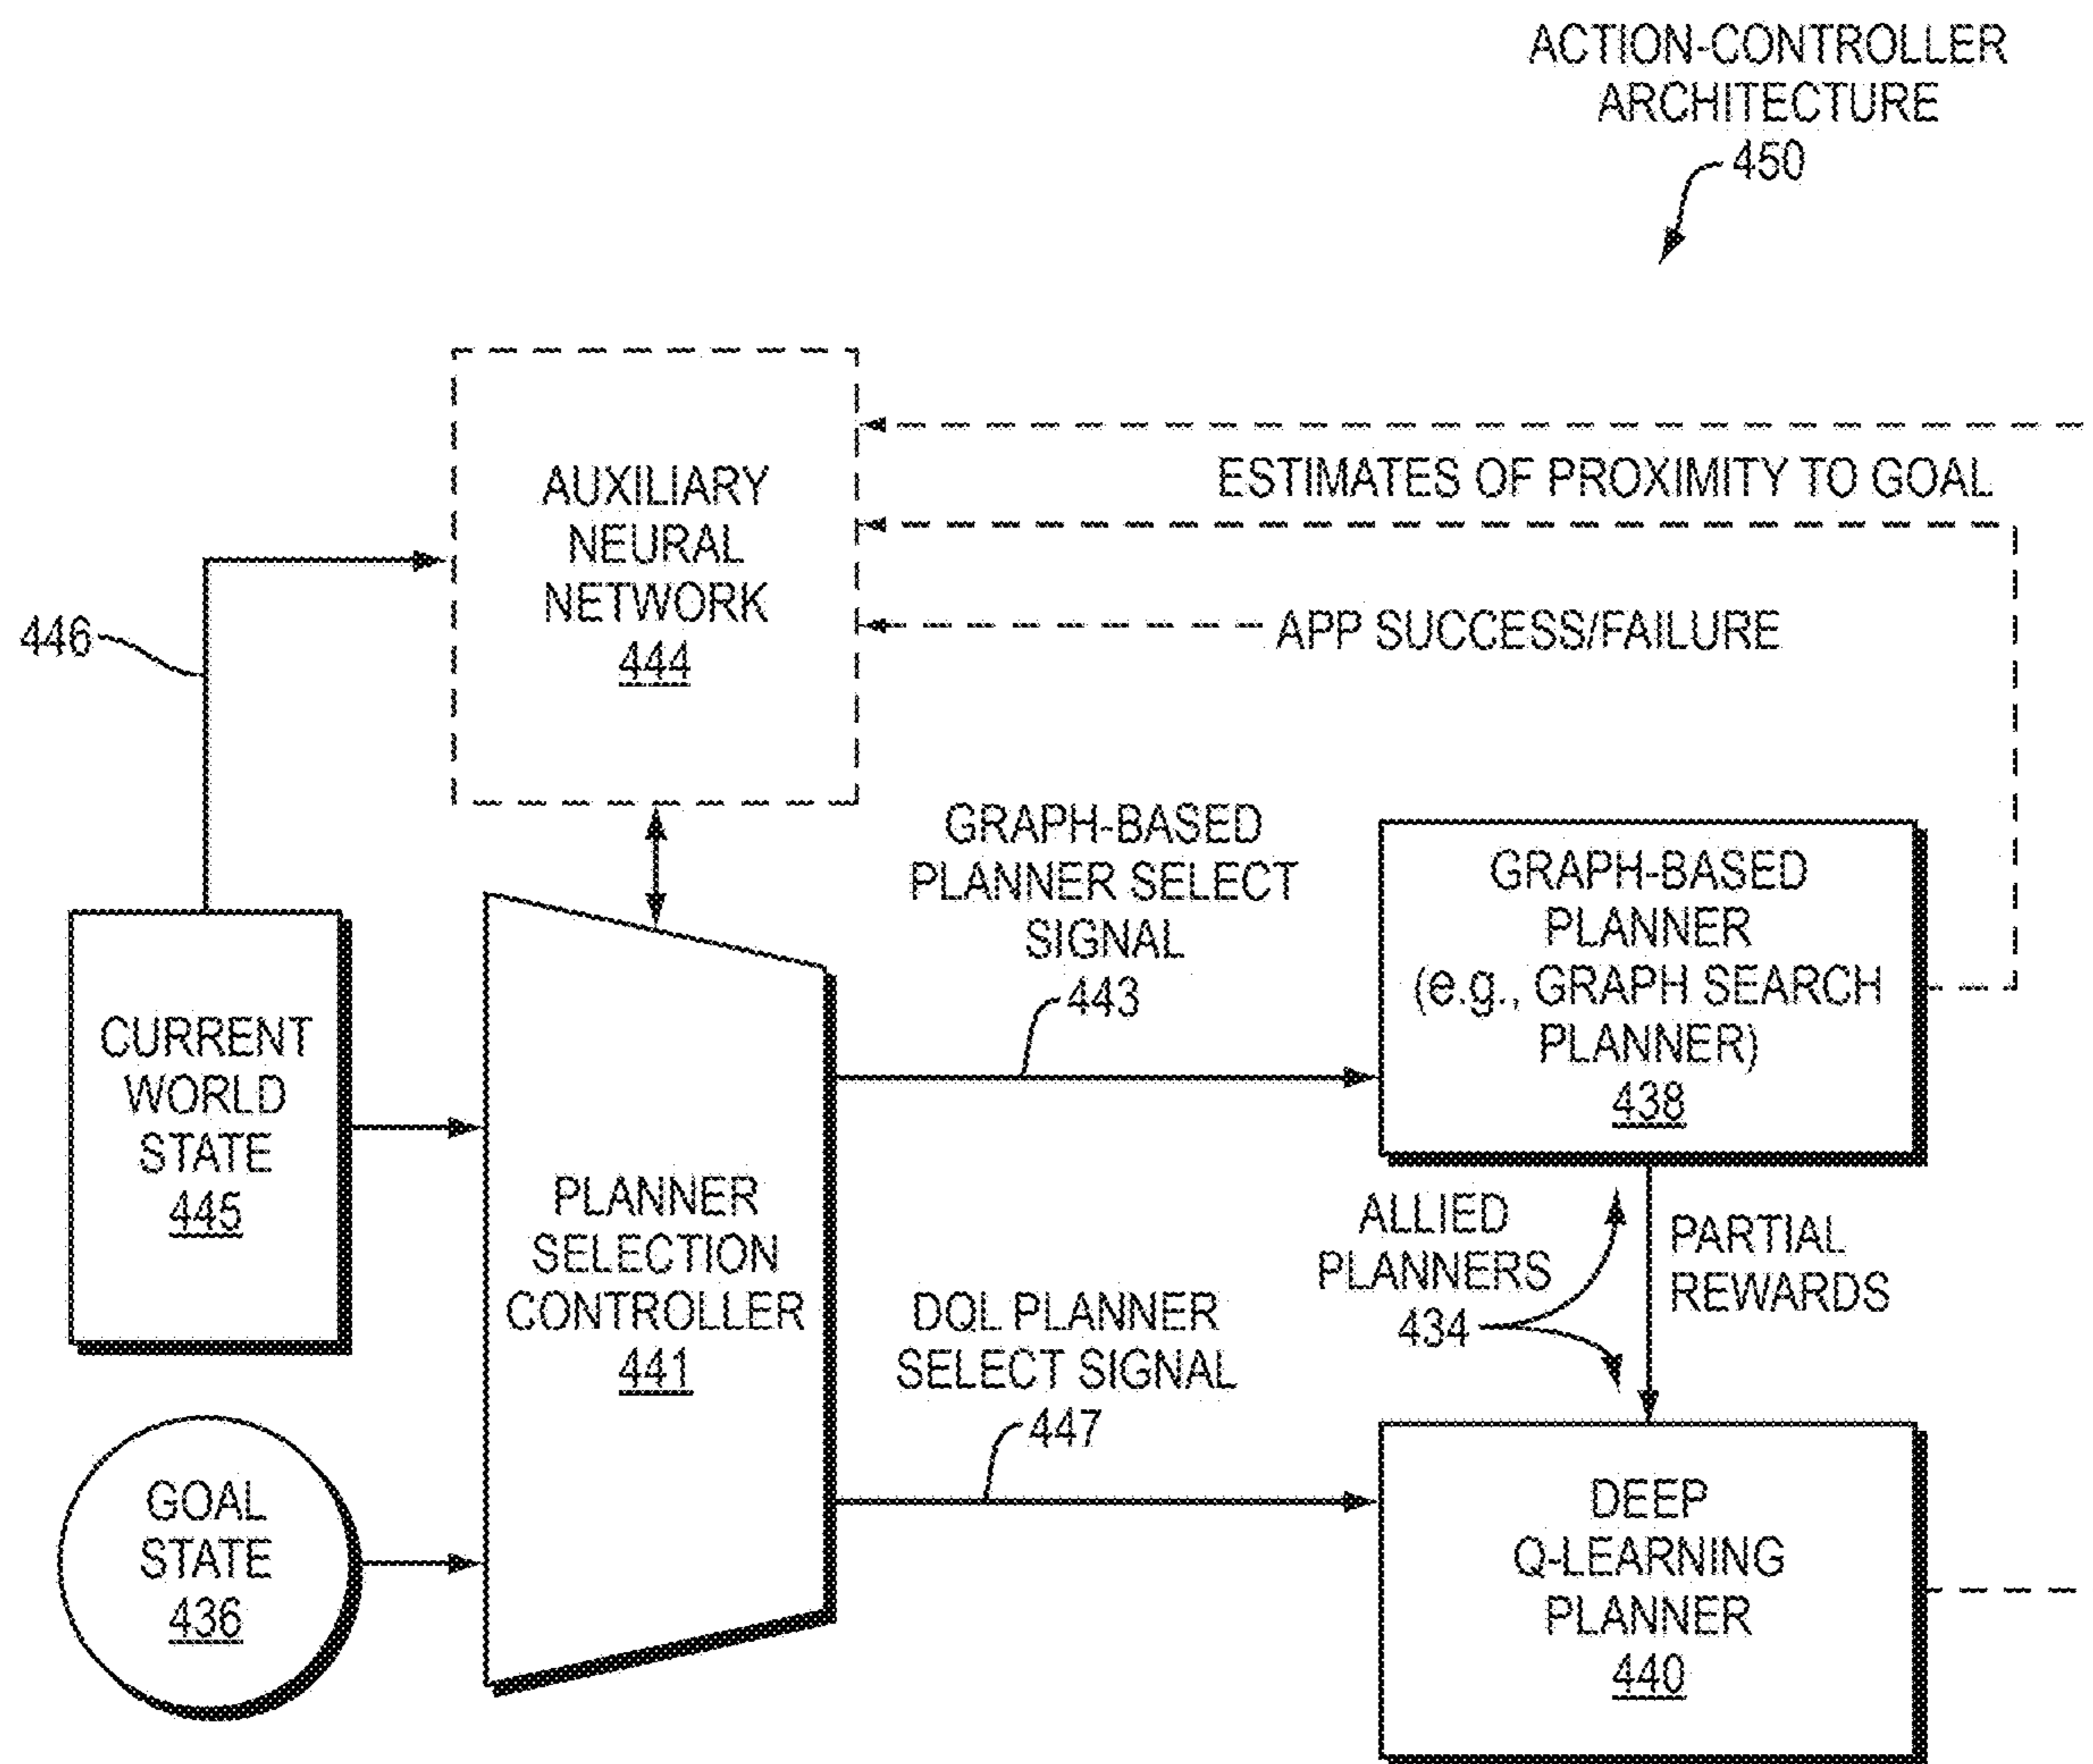 ACTION-CONTROLLER
ARCHITECTURE
450
AUXILIARY
NEURAL
NETWORK
444
ESTIMATES OF PROXIMITY TO GOAL
APP SUCCESS/FAILURE
446
GRAPH-BASED
PLANNER SELECT
SIGNAL
443
GRAPH-BASED
PLANNER
(e.g., GRAPH SEARCH
PLANNER)
438
CURRENT
WORLD
STATE
445
PLANNER
SELECTION
CONTROLLER
441
ALLIED
PLANNERS
434
PARTIAL
REWARDS
DQL PLANNER
SELECT SIGNAL
447
GOAL
STATE
436
DEEP
Q-LEARNING
PLANNER
440